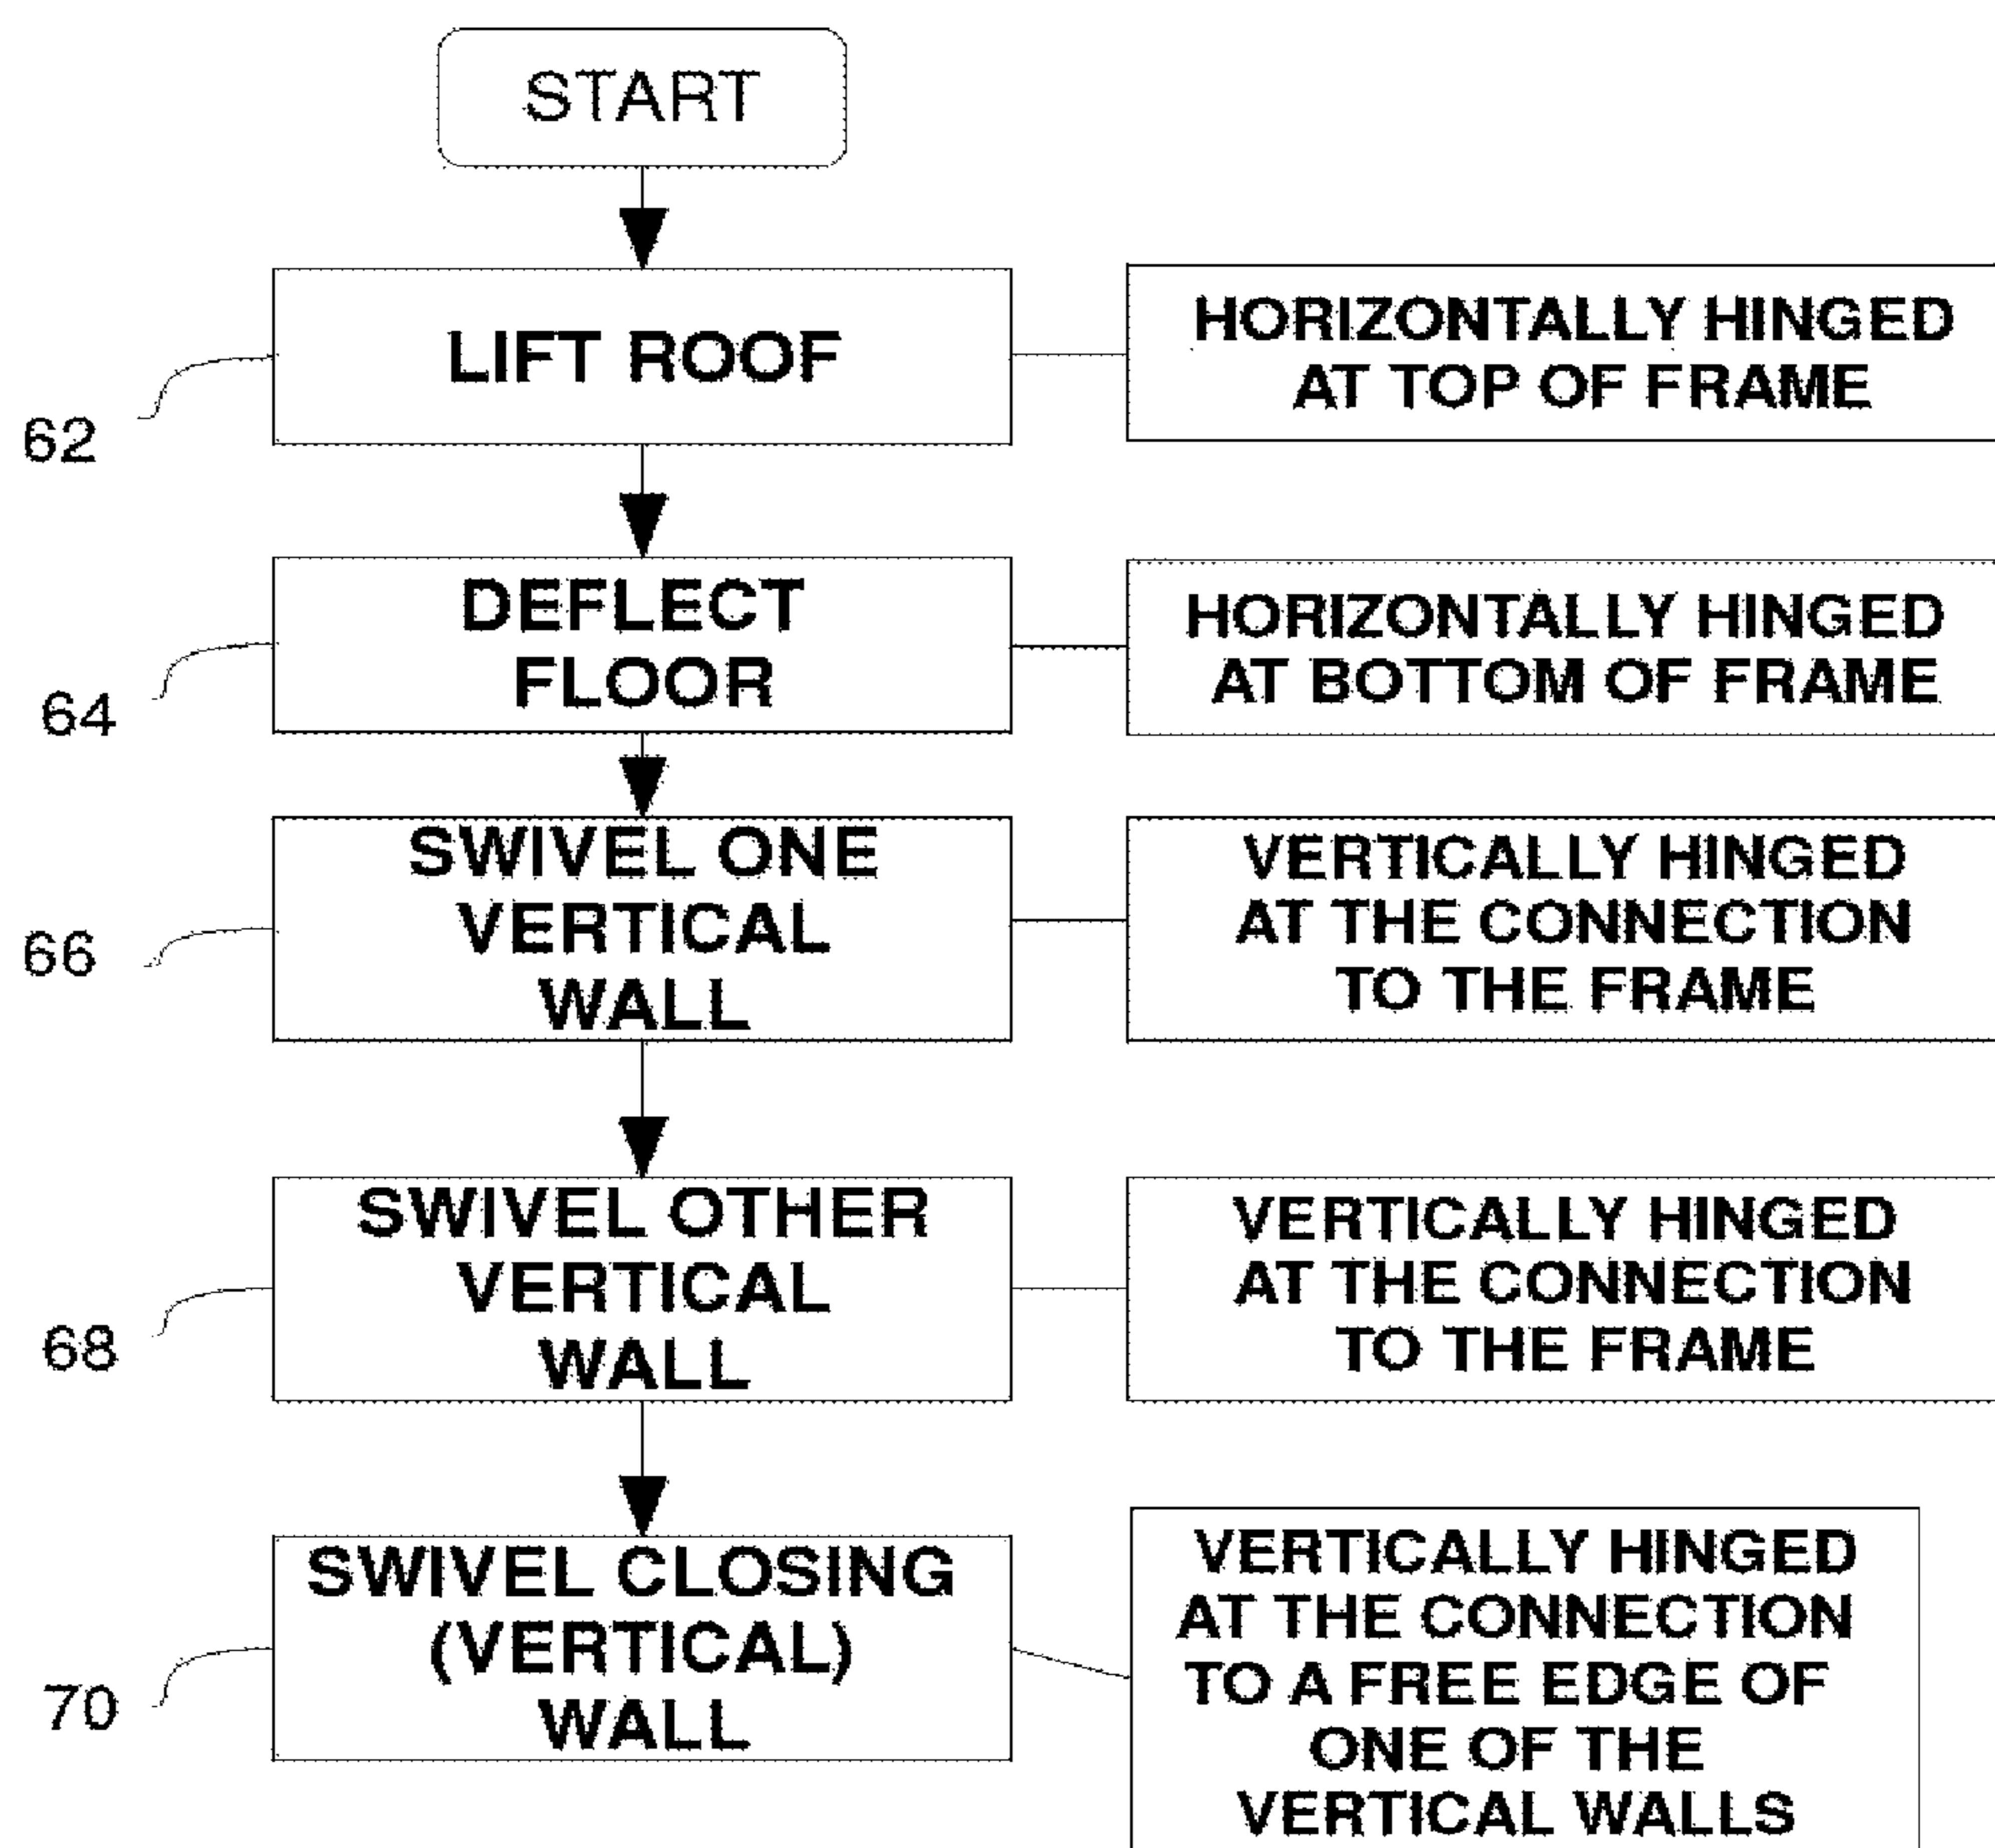 START
LIFT ROOF
HORIZONTALLY HINGED
AT TOP OF FRAME
62
DEFLECT
FLOOR
HORIZONTALLY HINGED
AT BOTTOM OF FRAME
64
SWIVEL ONE
VERTICAL
WALL
VERTICALLY HINGED
AT THE CONNECTION
TO THE FRAME
66
SWIVEL OTHER
VERTICAL
WALL
VERTICALLY HINGED
AT THE CONNECTION
TO THE FRAME
68
SWIVEL CLOSING
(VERTICAL)
WALL
VERTICALLY HINGED
AT THE CONNECTION
TO A FREE EDGE OF
ONE OF THE
VERTICAL WALLS
70